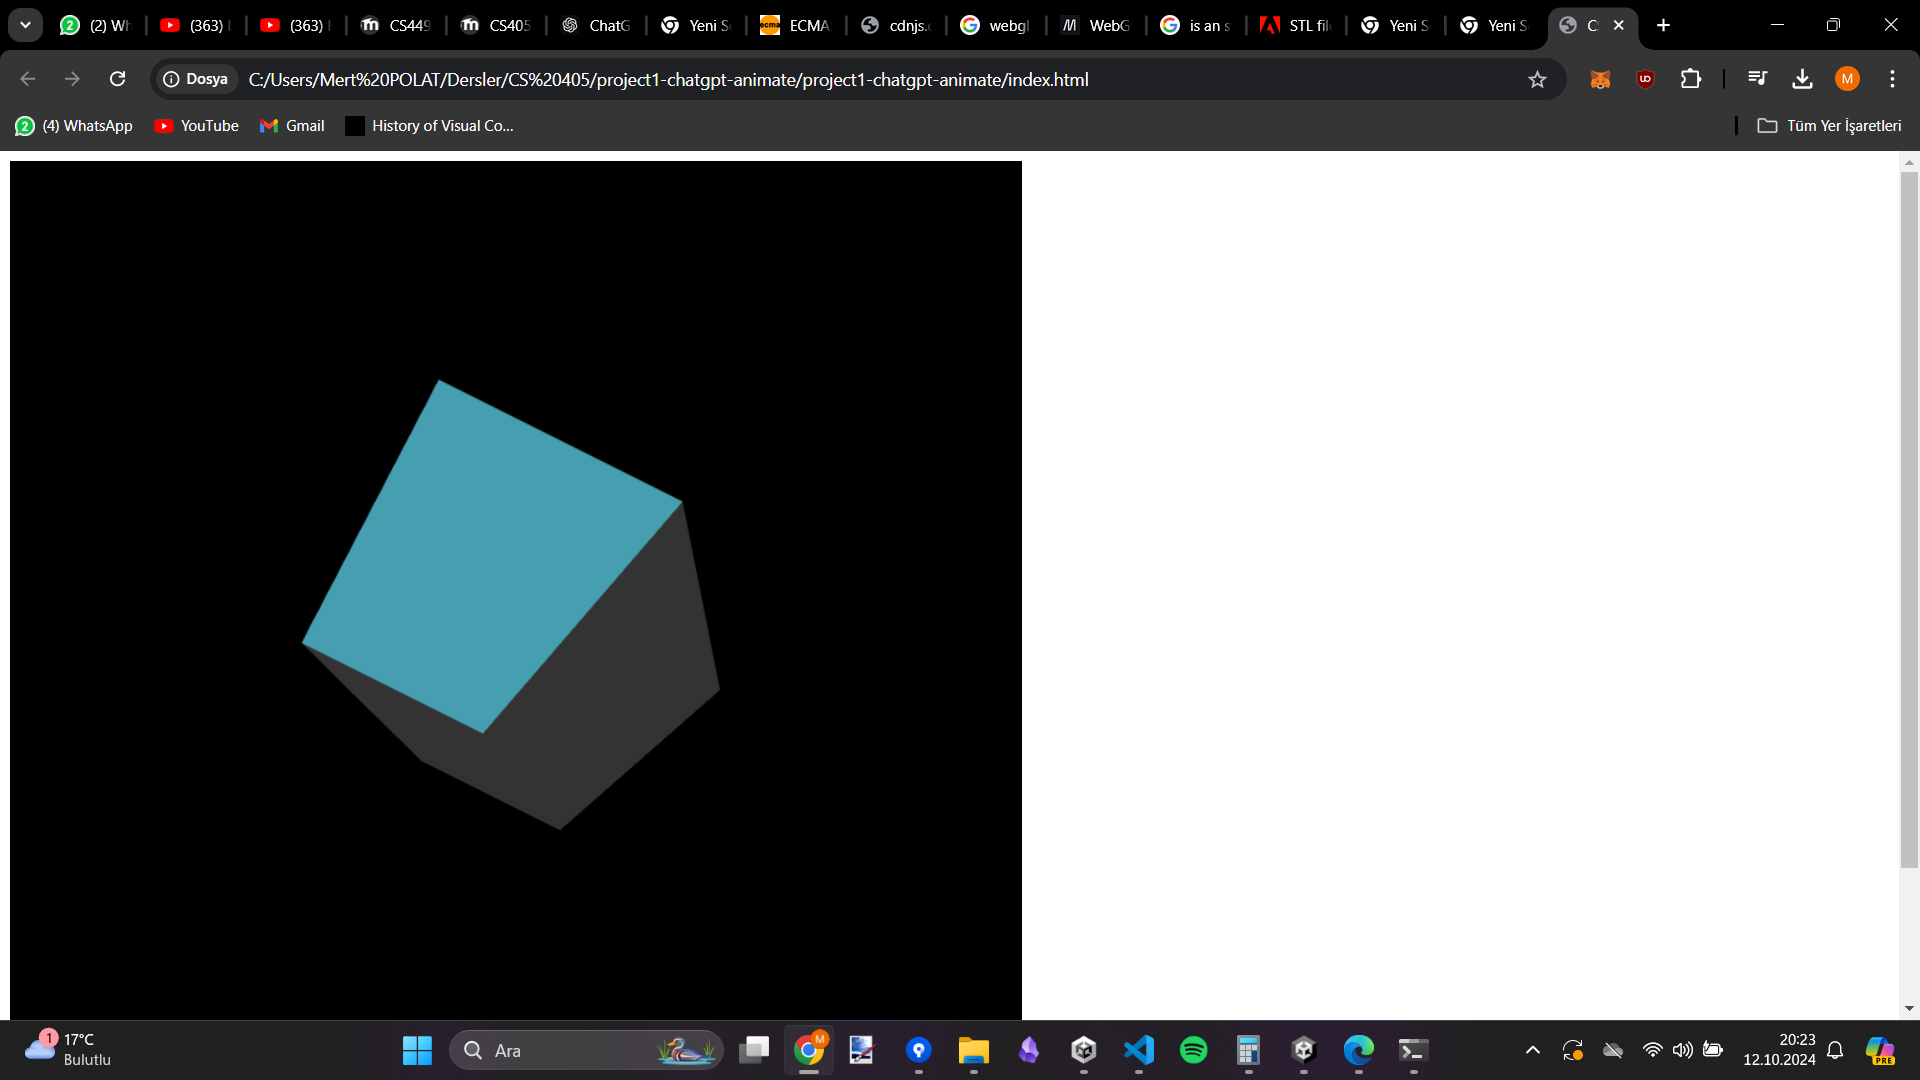 (2) Wh
(363)
(363)
CS449
CS405
ChatG
Yeni S
ECMA
cdnjs.
webgl
WebG
is an s
STL fil
Yeni S
Yeni S
Dosya
C:/Users/Mert%20POLAT/Dersler/CS%20405/project1-chatgpt-animate/project1-chatgpt-animate/index.html
M
(4) WhatsApp
YouTube
Gmail
History of Visual Co...
Tüm Yer İşaretleri
1
17°C
Bulutlu
Ara
M
20:23
12.10.2024
PRE